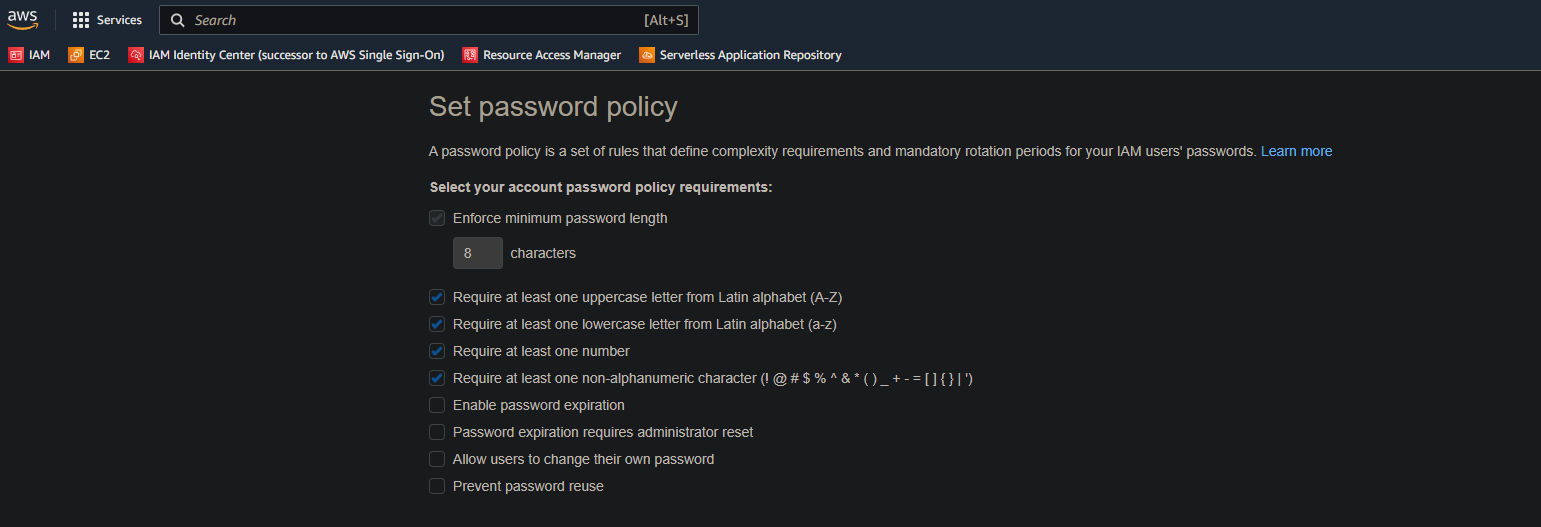 aws Services Search [Alt+S]
IAM EC2 IAM Identity Center (successor to AWS Single Sign-On) Resource Access Manager Serverless Application Repository
Set password policy
A password policy is a set of rules that define complexity requirements and mandatory rotation periods for your IAM users' passwords. Learn more
Select your account password policy requirements:
Enforce minimum password length
8 characters
Require at least one uppercase letter from Latin alphabet (A-Z)
Require at least one lowercase letter from Latin alphabet (a-z)
Require at least one number
Require at least one non-alphanumeric character (! @ # $ % ^ & * ( ) _ + - = [ ] { } | ')
Enable password expiration
Password expiration requires administrator reset
Allow users to change their own password
Prevent password reuse